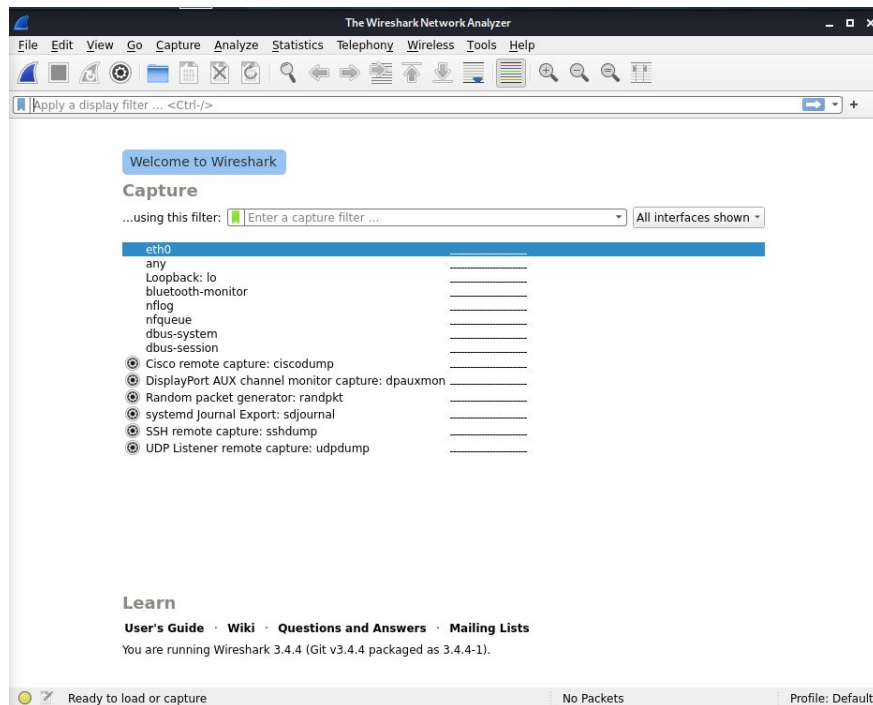 The Wireshark Network Analyzer
File Edit View Go Capture Analyze Statistics Telephony Wireless Tools Help
Apply a display filter ... <Ctrl-/>
+
Welcome to Wireshark
Capture
...using this filter: Enter a capture filter ... All interfaces shown
eth0
any
Loopback: lo
bluetooth-monitor
nflog
nfqueue
dbus-system
dbus-session
Cisco remote capture: ciscodump
DisplayPort AUX channel monitor capture: dpauxmon
Random packet generator: randpkt
systemd Journal Export: sdjournal
SSH remote capture: sshdump
UDP Listener remote capture: udpdump
Learn
User's Guide · Wiki · Questions and Answers · Mailing Lists
You are running Wireshark 3.4.4 (Git v3.4.4 packaged as 3.4.4-1).
Ready to load or capture No Packets Profile: Default